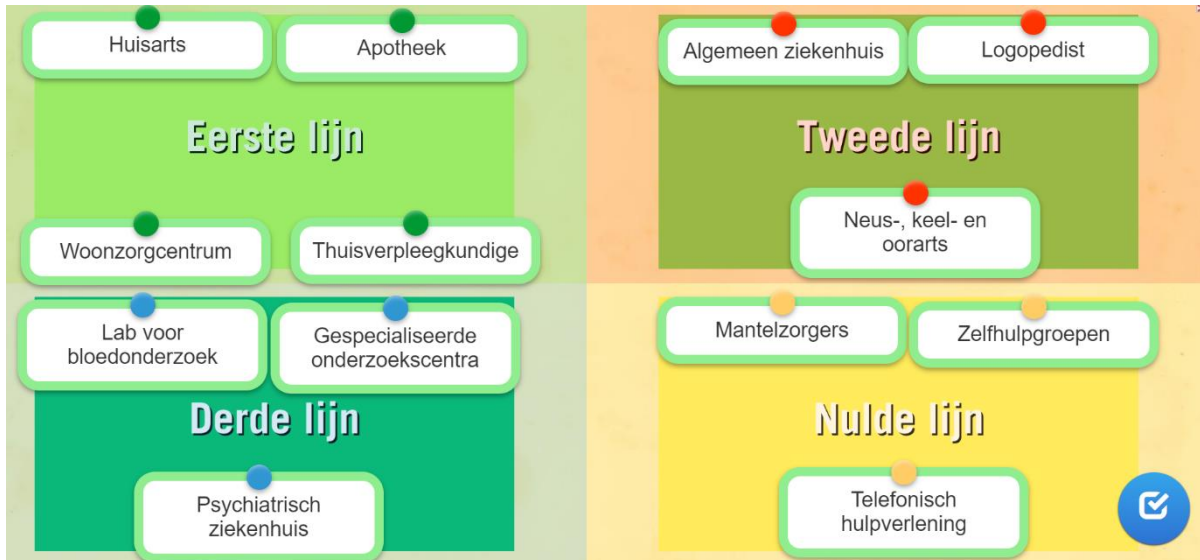 Huisarts
Apotheek
Eerste lijn
Woonzorgcentrum
Thuisverpleegkundige
Algemeen ziekenhuis
Logopedist
Tweede lijn
Neus-, keel- en
oorarts
Lab voor
bloedonderzoek
Gespecialiseerde
onderzoekscentra
Derde lijn
Psychiatrisch
ziekenhuis
Mantelzorgers
Zelfhulpgroepen
Nulde lijn
Telefonisch
hulpverlening